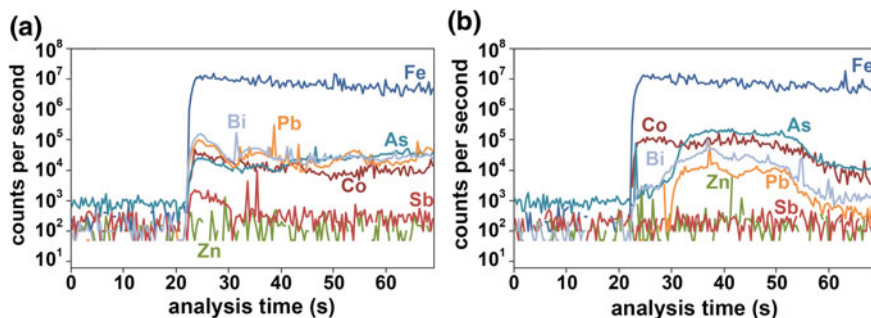 (a)
counts per second
10⁸
10⁷
10⁶
10⁵
10⁴
10³
10²
10¹
Fe
Bi
Pb
As
Co
Sb
Zn
0 10 20 30 40 50 60
analysis time (s)
(b)
counts per second
10⁸
10⁷
10⁶
10⁵
10⁴
10³
10²
10¹
Fe
Co
As
Bi
Zn
Pb
Sb
0 10 20 30 40 50 60
analysis time (s)